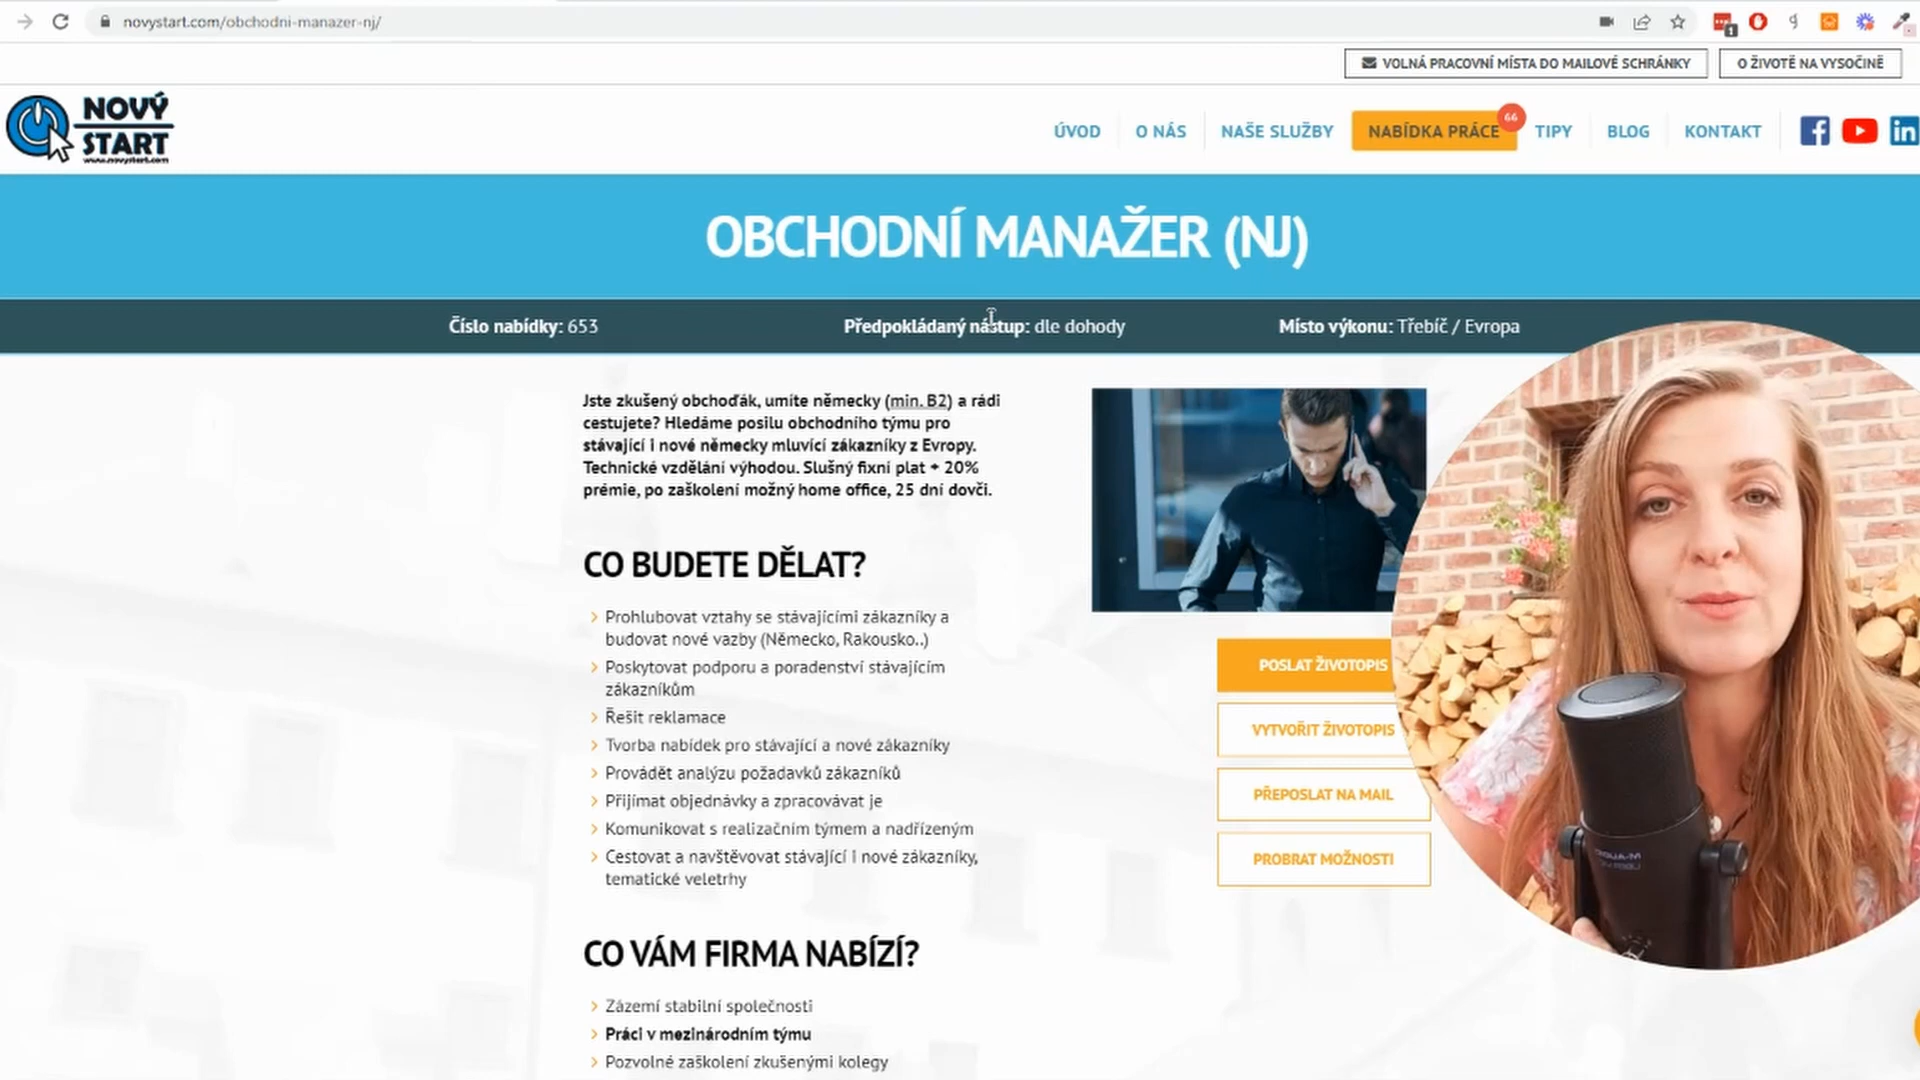 novystart.com/obchodni-manazer-nj/
1
VOLNÁ PRACOVNÍ MÍSTA DO MAILOVÉ SCHRÁNKY
O ŽIVOTĚ NA VYSOČINĚ
NOVÝ
START
www.novystart.com
ÚVOD
O NÁS
NAŠE SLUŽBY
NABÍDKA PRÁCE
66
TIPY
BLOG
KONTAKT
OBCHODNÍ MANAŽER (NJ)
Číslo nabídky: 653
Předpokládaný nástup: dle dohody
Místo výkonu: Třebíč / Evropa
Jste zkušený obchoďák, umíte německy (min. B2) a rádi
cestujete? Hledáme posilu obchodního týmu pro
stávající i nové německy mluvící zákazníky z Evropy.
Technické vzdělání výhodou. Slušný fixní plat + 20%
prémie, po zaškolení možný home office, 25 dní dovči.
CO BUDETE DĚLAT?
Prohlubovat vztahy se stávajícími zákazníky a
budovat nové vazby (Německo, Rakousko..)
Poskytovat podporu a poradenství stávajícím
zákazníkům
Řešit reklamace
Tvorba nabídek pro stávající a nové zákazníky
Provádět analýzu požadavků zákazníků
Přijímat objednávky a zpracovávat je
Komunikovat s realizačním týmem a nadřízeným
Cestovat a navštěvovat stávající i nové zákazníky,
tematické veletrhy
CO VÁM FIRMA NABÍZÍ?
Zázemí stabilní společnosti
Práci v mezinárodním týmu
Pozvolné zaškolení zkušenými kolegy
POSLAT ŽIVOTOPIS
VYTVOŘIT ŽIVOTOPIS
PŘEPOSLAT NA MAIL
PROBRAT MOŽNOSTI